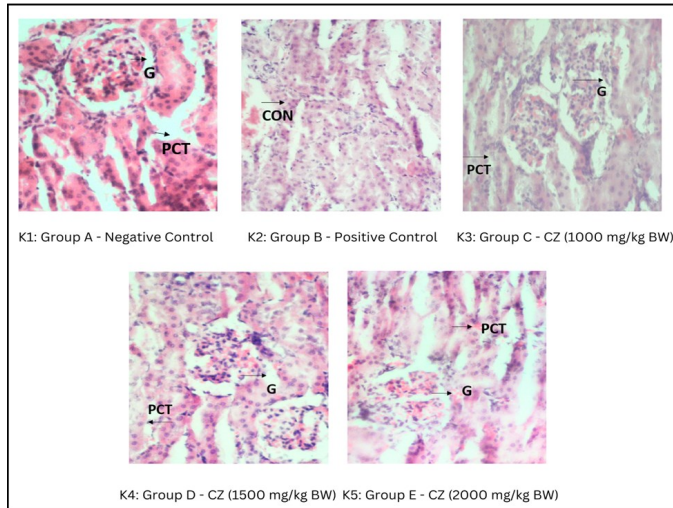 G
PCT
CON
G
PCT
K1: Group A - Negative Control
K2: Group B - Positive Control
K3: Group C - CZ (1000 mg/kg BW)
PCT
G
PCT
G
K4: Group D - CZ (1500 mg/kg BW)
K5: Group E - CZ (2000 mg/kg BW)